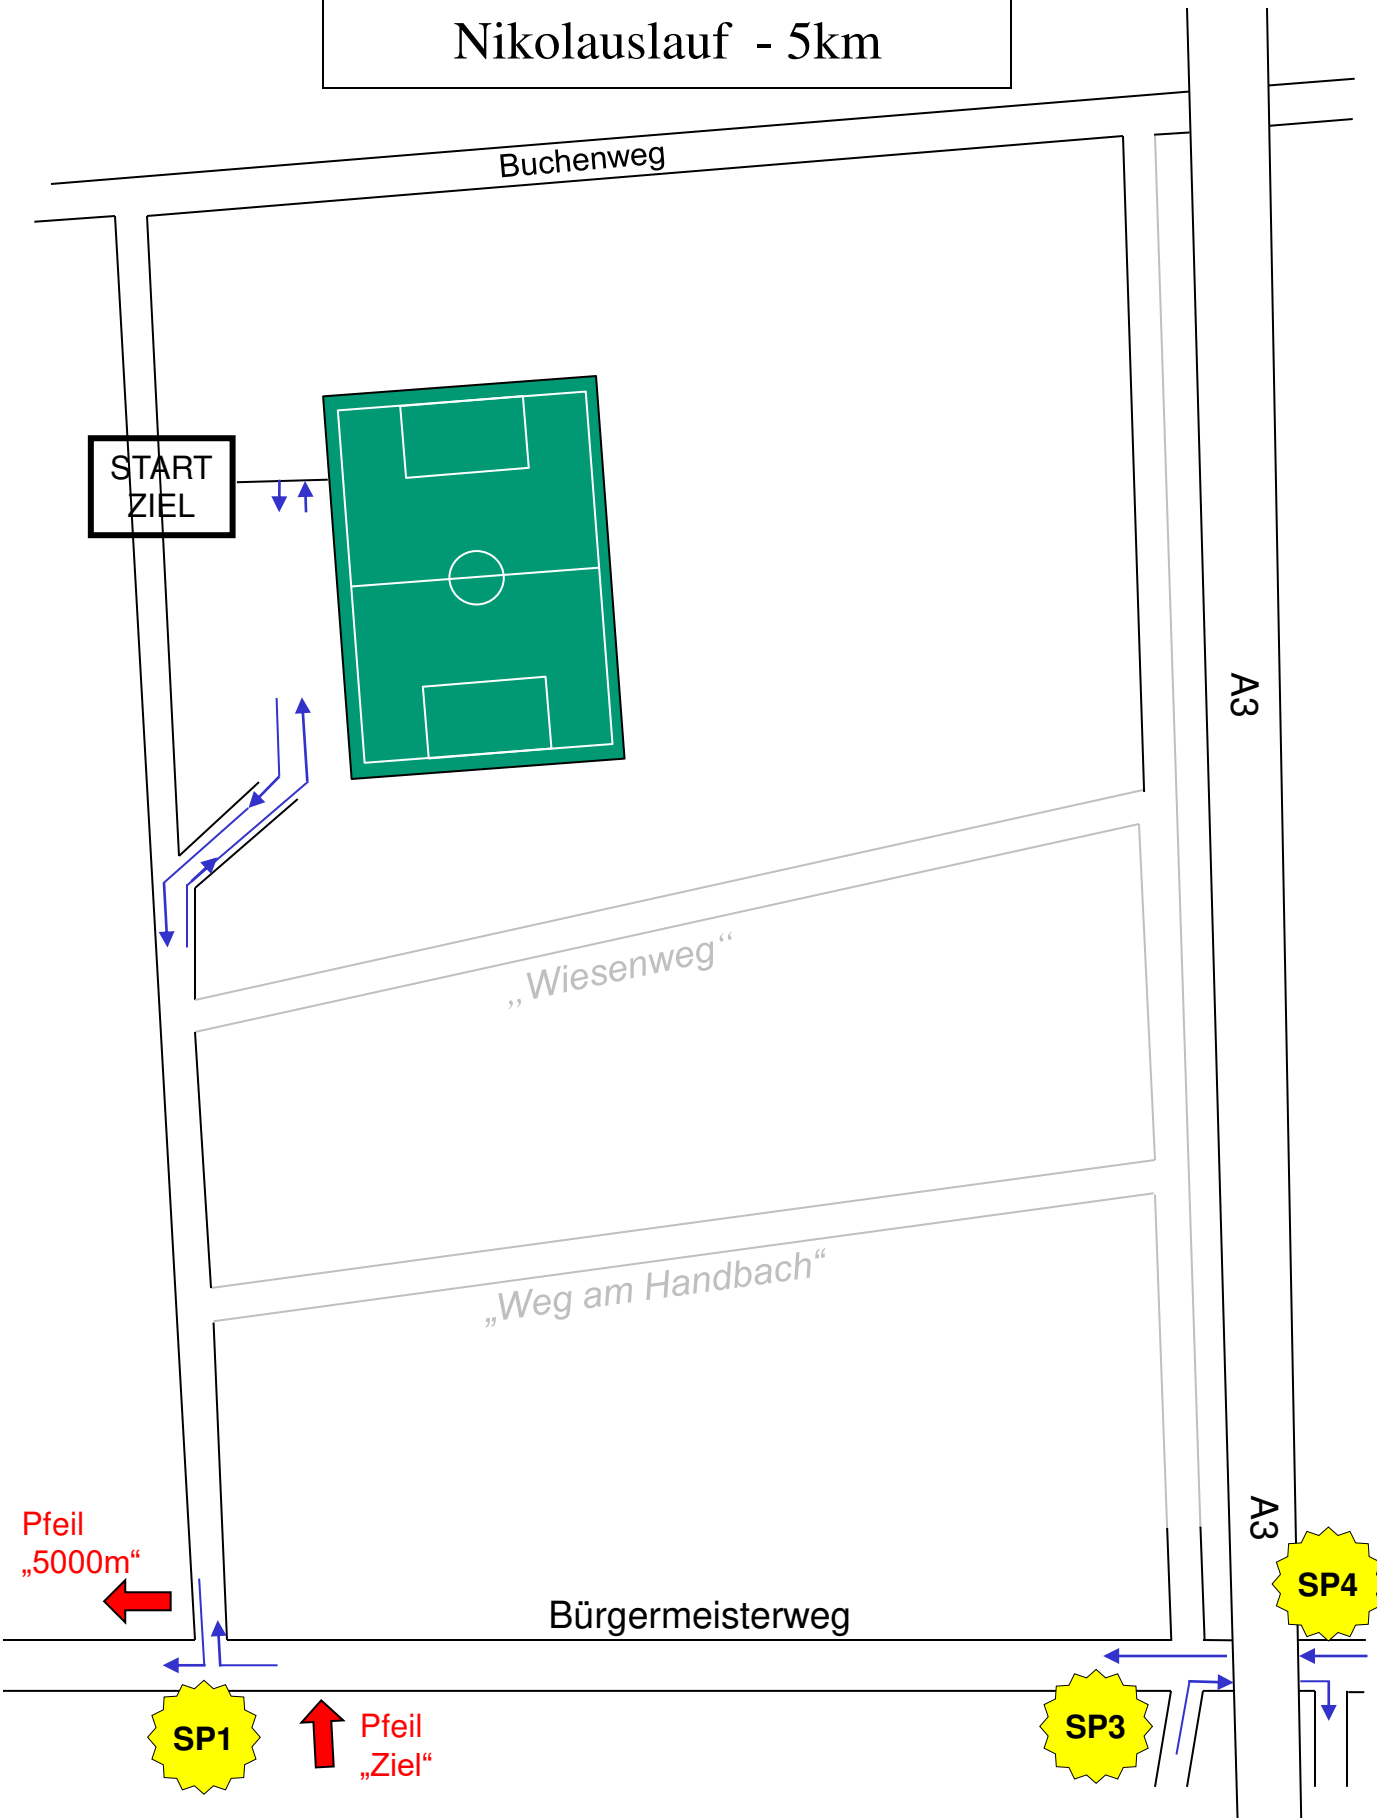 Nikolauslauf - 5km
Buchenweg
START
ZIEL
A3
„Wiesenweg“
„Weg am Handbach“
A3
Pfeil
„5000m“
SP4
Bürgermeisterweg
SP1
Pfeil
„Ziel“
SP3